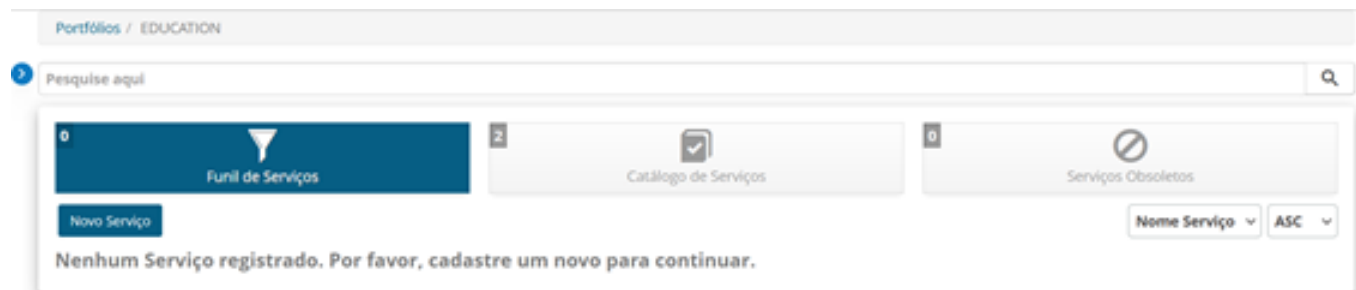 Portfólios / EDUCATION
Pesquise aqui
0
Funil de Serviços
2
Catálogo de Serviços
0
Serviços Obsoletos
Novo Serviço
Nome Serviço
ASC
Nenhum Serviço registrado. Por favor, cadastre um novo para continuar.